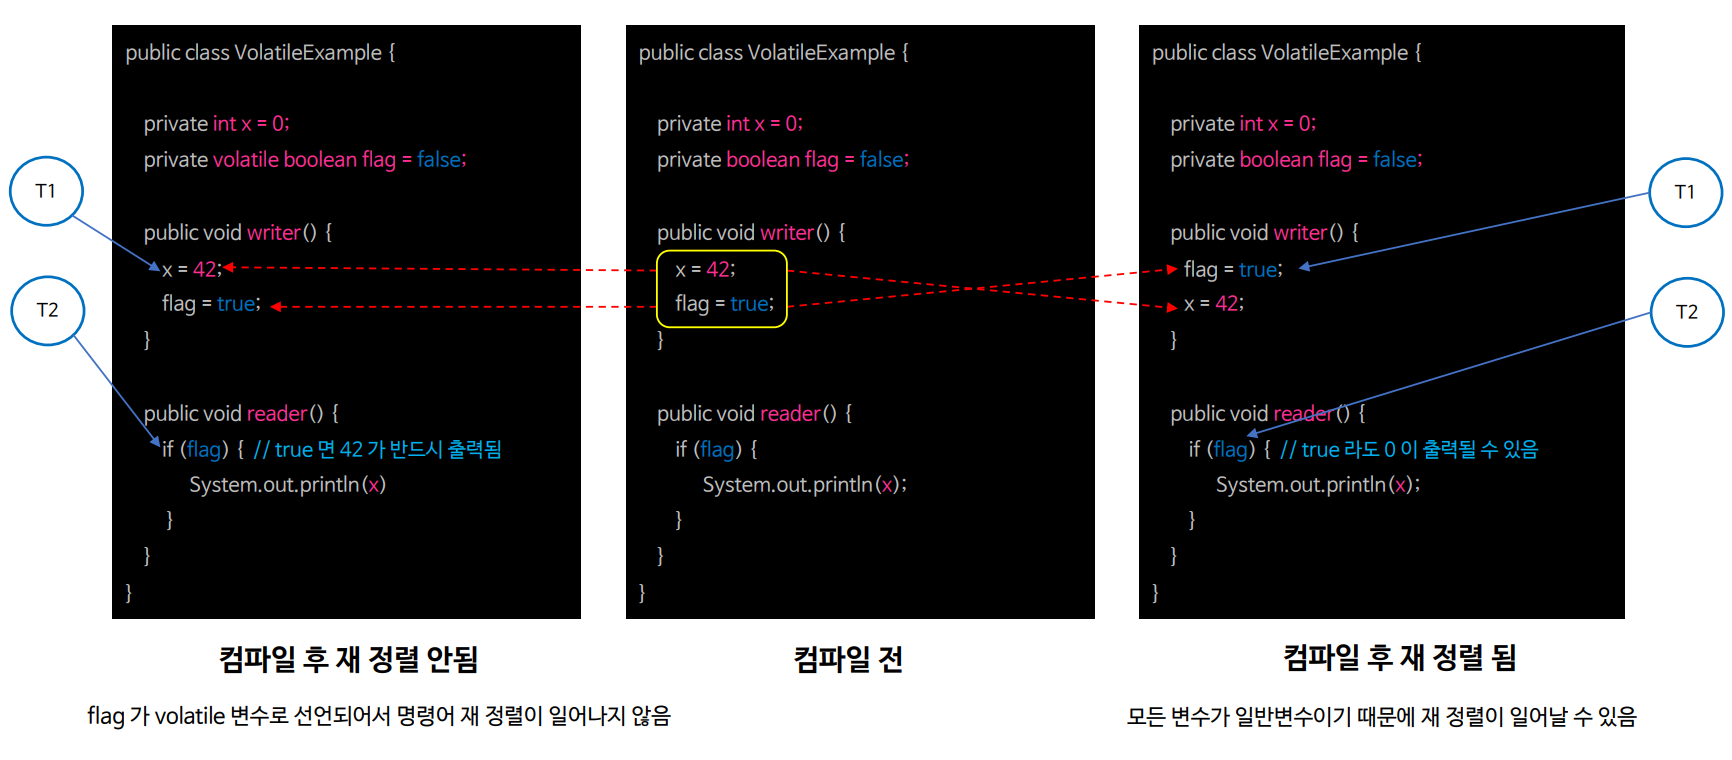 T1
T2
public class VolatileExample {
private int x = 0;
private volatile boolean flag = false;
public void writer() {
x = 42;
flag = true;
}
public void reader() {
if (flag) { // true 면 42 가 반드시 출력됨
System.out.println(x)
}
}
}
컴파일 후 재 정렬 안됨
flag 가 volatile 변수로 선언되어서 명령어 재 정렬이 일어나지 않음
public class VolatileExample {
private int x = 0;
private boolean flag = false;
public void writer() {
x = 42;
flag = true;
}
public void reader() {
if (flag) {
System.out.println(x);
}
}
}
컴파일 전
public class VolatileExample {
private int x = 0;
private boolean flag = false;
public void writer() {
flag = true;
x = 42;
}
public void reader() {
if (flag) { // true 라도 0 이 출력될 수 있음
System.out.println(x);
}
}
}
컴파일 후 재 정렬 됨
모든 변수가 일반변수이기 때문에 재 정렬이 일어날 수 있음
T1
T2